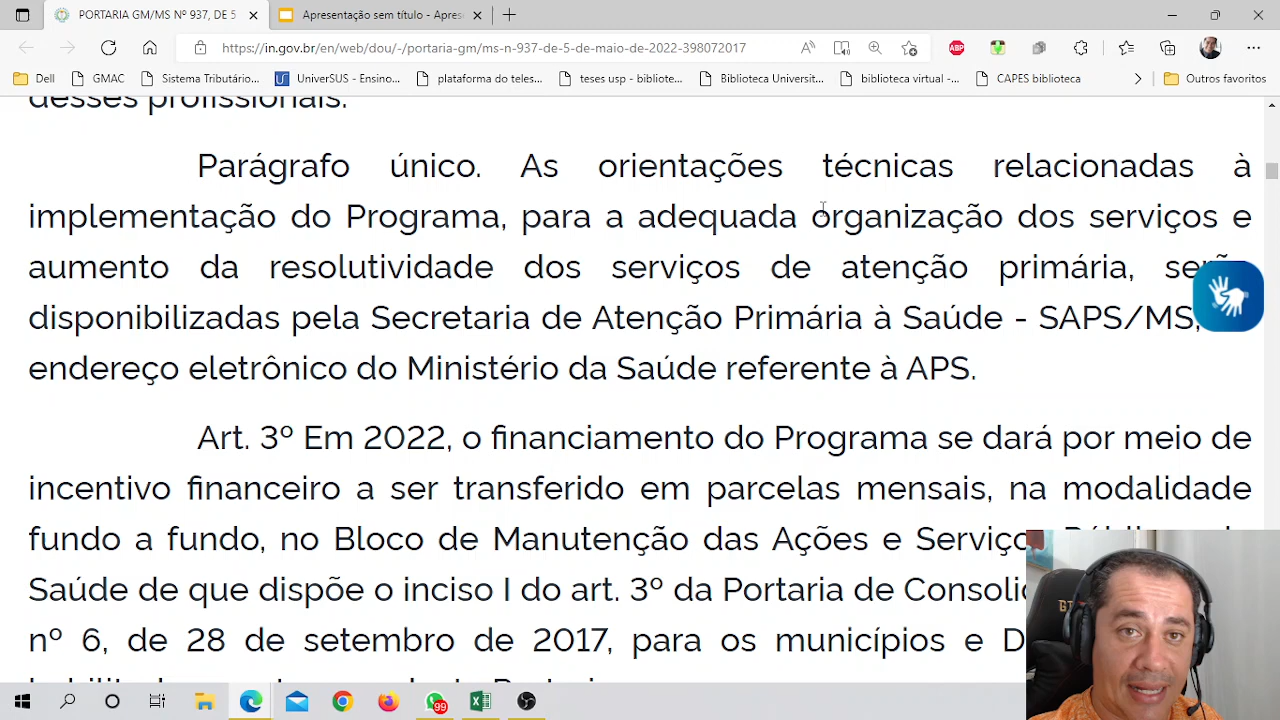 PORTARIA GM/MS Nº 937, DE 5
Apresentação sem título - Apres
https://in.gov.br/en/web/dou/-/portaria-gm/ms-n-937-de-5-de-maio-de-2022-398072017
ABP
Dell
GMAC
Sistema Tributário...
UniverSUS - Ensino...
plataforma do teles...
teses usp - bibliote...
Biblioteca Universit...
biblioteca virtual -...
CAPES biblioteca
Outros favoritos
desses profissionais.
Parágrafo único. As orientações técnicas relacionadas à
implementação do Programa, para a adequada organização dos serviços e
aumento da resolutividade dos serviços de atenção primária, serão
disponibilizadas pela Secretaria de Atenção Primária à Saúde - SAPS/MS,
endereço eletrônico do Ministério da Saúde referente à APS.
Art. 3º Em 2022, o financiamento do Programa se dará por meio de
incentivo financeiro a ser transferido em parcelas mensais, na modalidade
fundo a fundo, no Bloco de Manutenção das Ações e Serviço
Saúde de que dispõe o inciso I do art. 3º da Portaria de Consolid
nº 6, de 28 de setembro de 2017, para os municípios e D
99